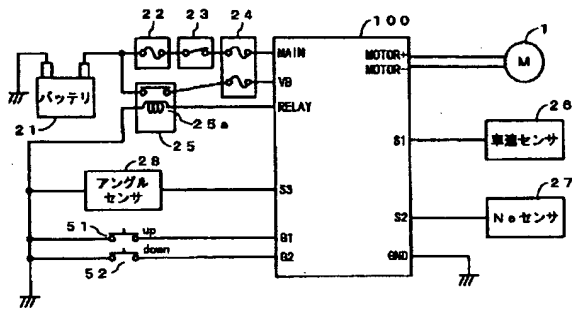 22
23
24
100
1
MAIN
MOTOR+
MOTOR-
M
バッテリ
VB
21
RELAY
25a
26
25
S1
車速センサ
28
アングル
センサ
S3
27
S2
Neセンサ
51
up
G1
down
G2
GND
52